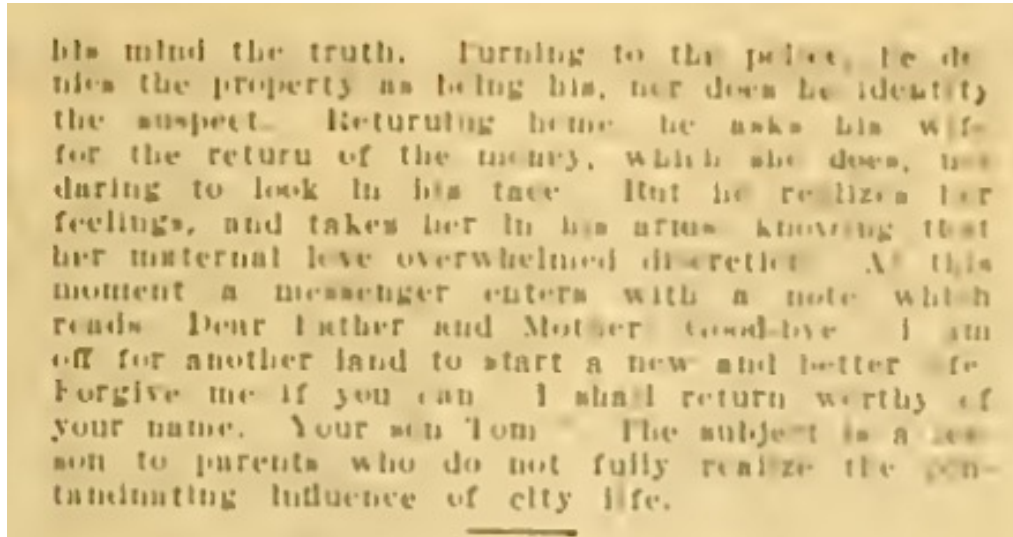 his mind the truth. Turning to the police, he de
nies the property as being his, nor does he identify
the suspect. Returning home he asks his wife
for the return of the money, which she does, not
daring to look in his face But he realizes her
feelings, and takes her in his arms knowing that
her maternal love overwhelmed discretion At this
moment a messenger enters with a note which
reads Dear Father and Mother Good-bye I am
off for another land to start a new and better life
Forgive me if you can I shall return worthy of
your name. Your son Tom The subject is a les-
son to parents who do not fully realize the con-
taminating influence of city life.